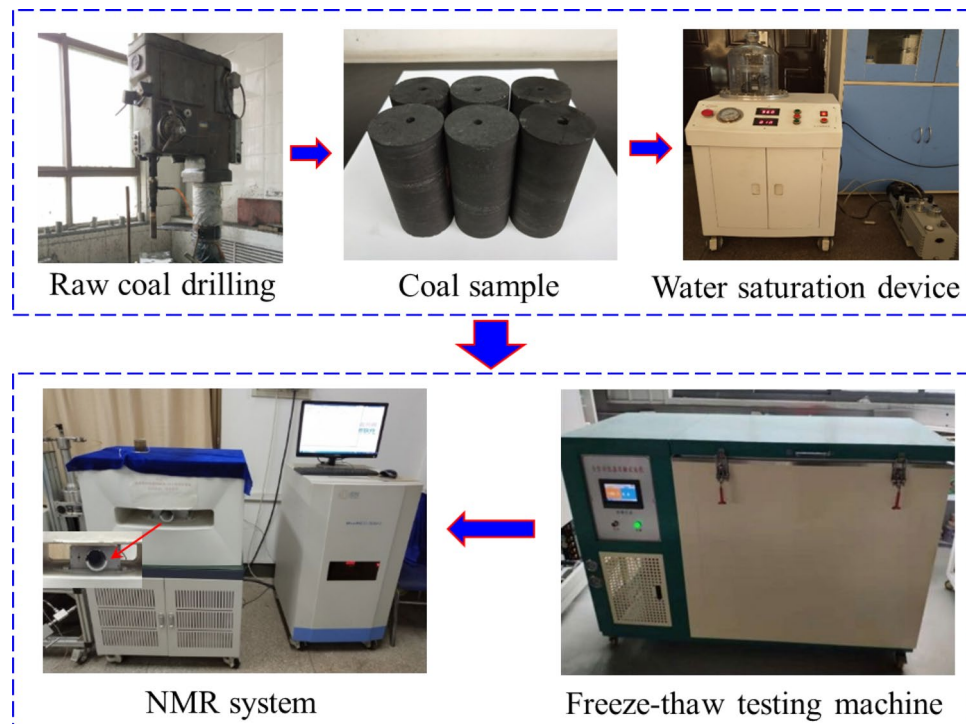 Raw coal drilling
Coal sample
Water saturation device
NMR system
Freeze-thaw testing machine